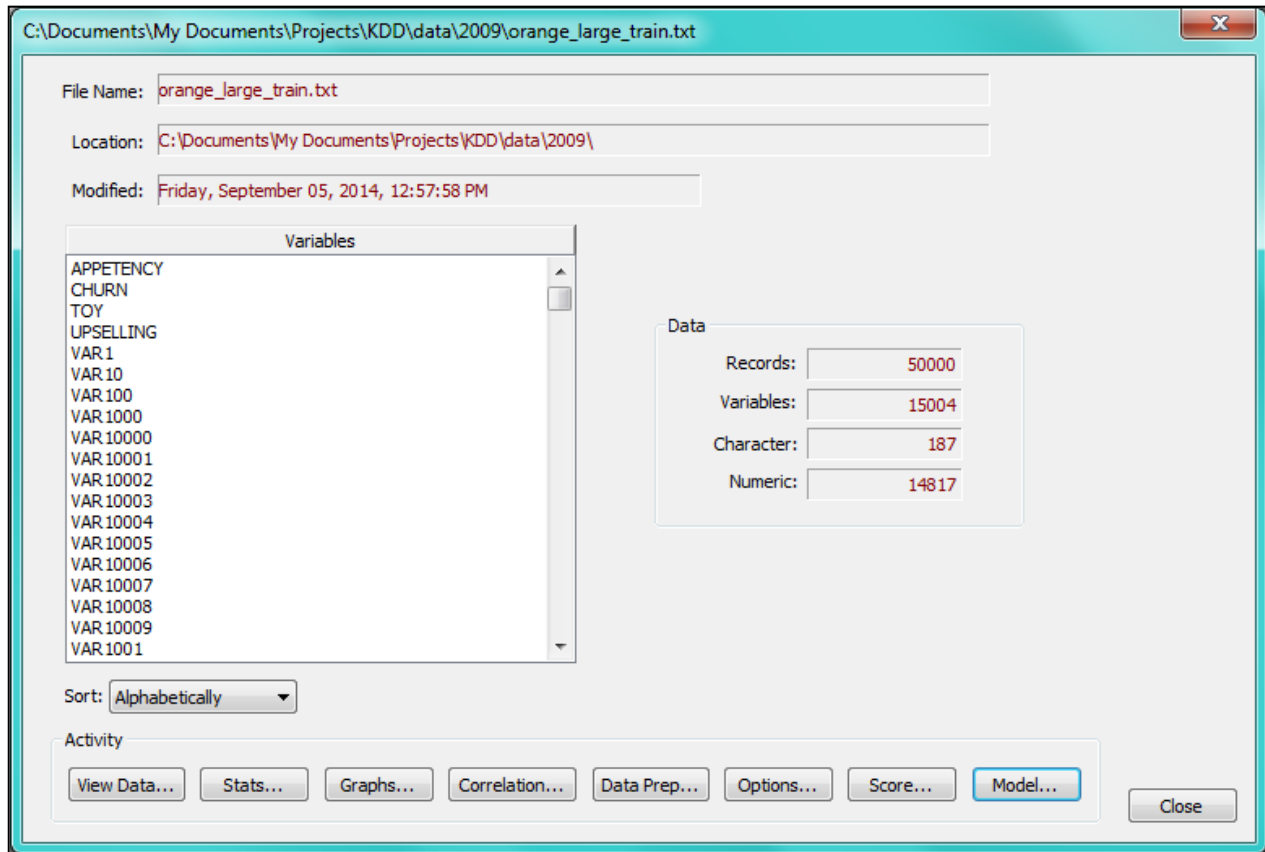 C:\Documents\My Documents\Projects\KDD\data\2009\orange_large_train.txt
X
File Name: orange_large_train.txt
Location: C:\Documents\My Documents\Projects\KDD\data\2009\
Modified: Friday, September 05, 2014, 12:57:58 PM
Variables
APPETENCY
CHURN
TOY
UPSELLING
VAR1
VAR10
VAR100
VAR1000
VAR10000
VAR10001
VAR10002
VAR10003
VAR10004
VAR10005
VAR10006
VAR10007
VAR10008
VAR10009
VAR1001
Data
Records: 50000
Variables: 15004
Character: 187
Numeric: 14817
Sort: Alphabetically
Activity
View Data... Stats... Graphs... Correlation... Data Prep... Options... Score... Model...
Close